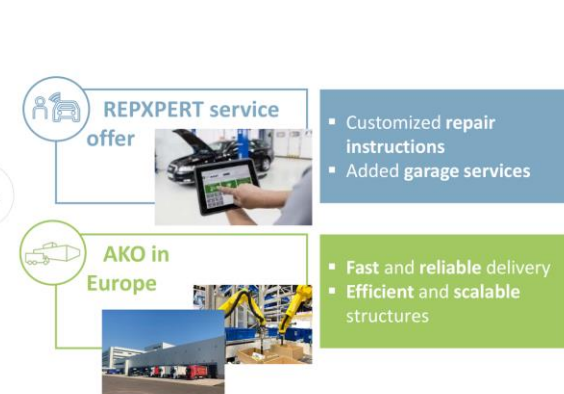 REPXPERT service
offer
▪ Customized repair
instructions
▪ Added garage services
AKO in
Europe
▪ Fast and reliable delivery
▪ Efficient and scalable
structures